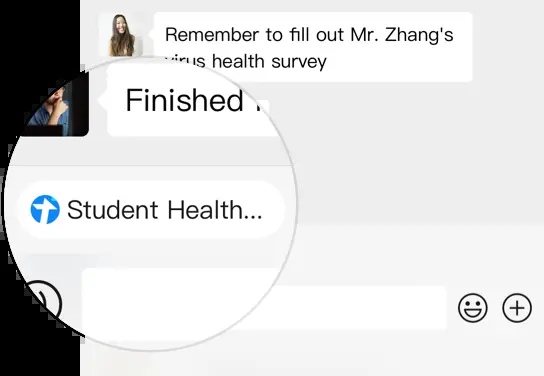 Remember to fill out Mr. Zhang's
virus health survey
Finished
Student Health...